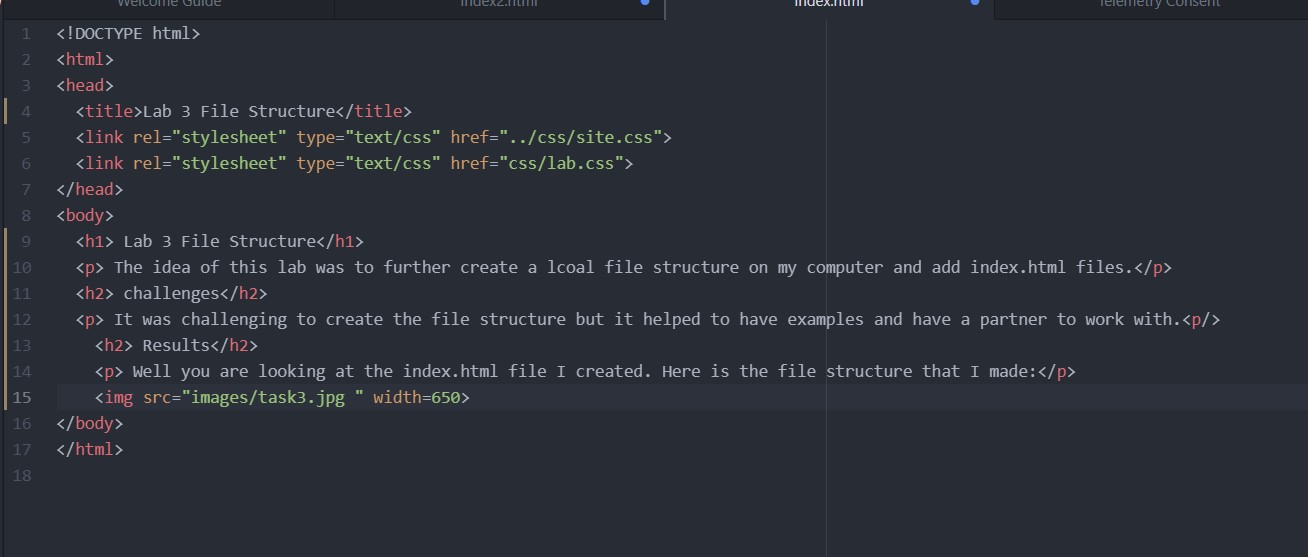 Welcome Guide
index2.html
index.html
Telemetry Consent
1 <!DOCTYPE html>
2 <html>
3 <head>
4   <title>Lab 3 File Structure</title>
5   <link rel="stylesheet" type="text/css" href="../css/site.css">
6   <link rel="stylesheet" type="text/css" href="css/lab.css">
7 </head>
8 <body>
9   <h1> Lab 3 File Structure</h1>
10   <p> The idea of this lab was to further create a lcoal file structure on my computer and add index.html files.</p>
11   <h2> challenges</h2>
12   <p> It was challenging to create the file structure but it helped to have examples and have a partner to work with.<p/>
13     <h2> Results</h2>
14     <p> Well you are looking at the index.html file I created. Here is the file structure that I made:</p>
15     <img src="images/task3.jpg " width=650>
16 </body>
17 </html>
18